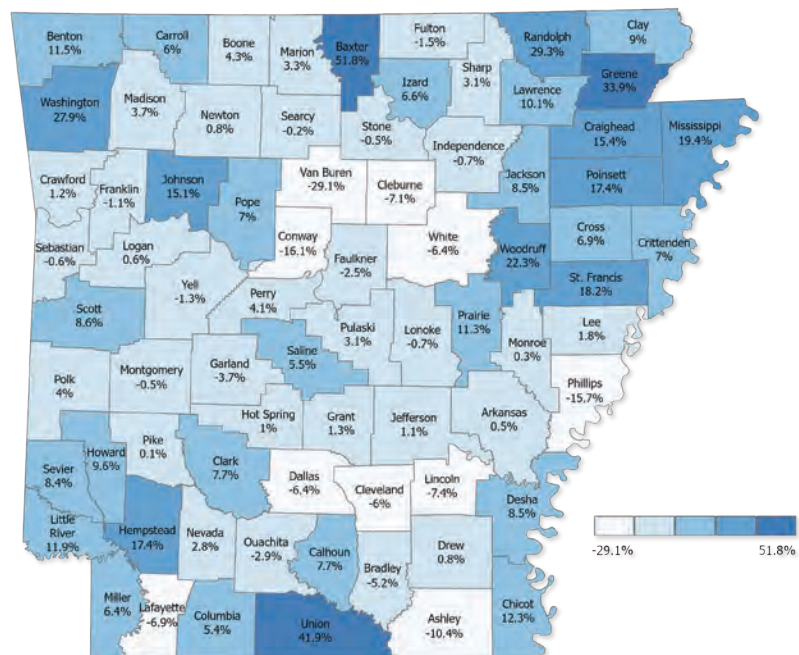 Benton
11.5%
Carroll
6%
Boone
4.3%
Marion
3.3%
Baxter
51.8%
Fulton
-1.5%
Sharp
3.1%
Randolph
29.3%
Clay
9%
Greene
33.9%
Izard
6.6%
Lawrence
10.1%
Washington
27.9%
Madison
3.7%
Newton
0.8%
Searcy
-0.2%
Stone
-0.5%
Independence
-0.7%
Craighead
15.4%
Mississippi
19.4%
Crawford
1.2%
Franklin
-1.1%
Johnson
15.1%
Pope
7%
Van Buren
-29.1%
Cleburne
-7.1%
Jackson
8.5%
Poinsett
17.4%
Sebastian
-0.6%
Logan
0.6%
Conway
-16.1%
Faulkner
-2.5%
White
-6.4%
Woodruff
22.3%
Cross
6.9%
Crittenden
7%
St. Francis
18.2%
Scott
8.6%
Yell
-1.3%
Perry
4.1%
Pulaski
3.1%
Lonoke
-0.7%
Prairie
11.3%
Monroe
0.3%
Lee
1.8%
Polk
4%
Montgomery
-0.5%
Garland
-3.7%
Saline
5.5%
Phillips
-15.7%
Hot Spring
1%
Grant
1.3%
Jefferson
1.1%
Arkansas
0.5%
Sevier
8.4%
Howard
9.6%
Pike
0.1%
Clark
7.7%
Dallas
-6.4%
Cleveland
-6%
Lincoln
-7.4%
Desha
8.5%
Little
River
11.9%
Hempstead
17.4%
Nevada
2.8%
Ouachita
-2.9%
Calhoun
7.7%
Bradley
-5.2%
Drew
0.8%
Miller
6.4%
Lafayette
-6.9%
Columbia
5.4%
Union
41.9%
Ashley
-10.4%
Chicot
12.3%
-29.1%
51.8%